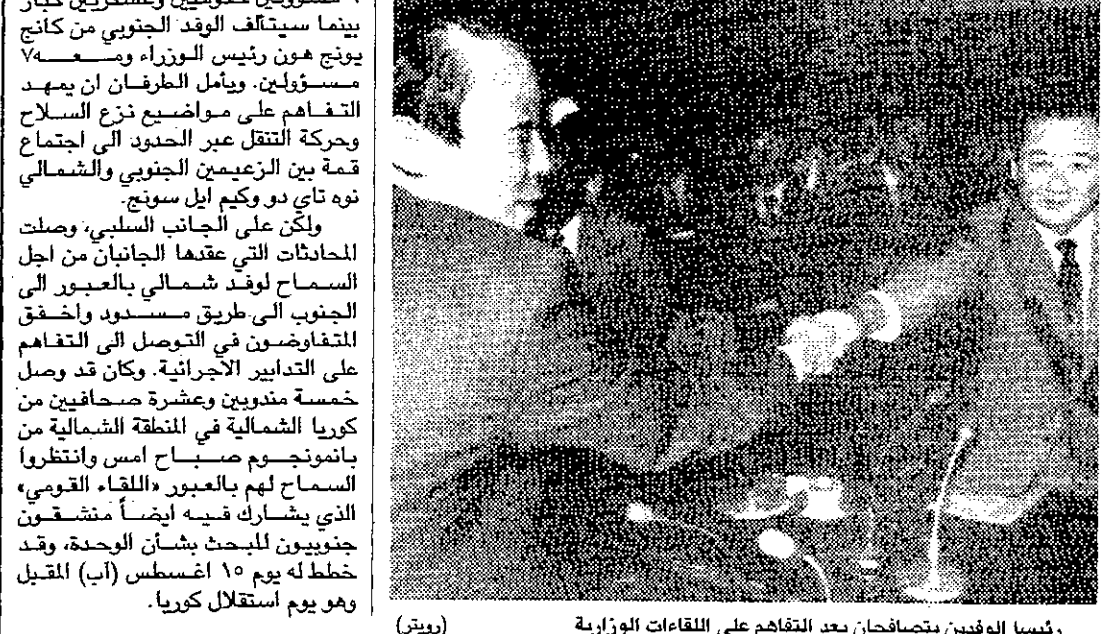 ٦ مسؤولين حكوميين وعسكريين كبار
بينما سيتألف الوفد الجنوبي من كانج
يونج هون رئيس الوزراء ومعه ٧
مسؤولين. ويأمل الطرفان ان يمهد
التفاهم على مواضيع نزع السلاح
وحركة التنقل عبر الحدود الى اجتماع
قمة بين الزعيمين الجنوبي والشمالي
نوه تاي دو وكيم ايل سونج.
ولكن على الجانب السلبي، وصلت
المحادثات التي عقدها الجانبان من اجل
السماح لوفد شمالي بالعبور الى
الجنوب الى طريق مسدود واخفق
المتفاوضون في التوصل الى التفاهم
على التدابير الاجرائية. وكان قد وصل
خمسة مندوبين وعشرة صحافيين من
كوريا الشمالية في المنطقة الشمالية من
بانمونجوم صباح امس وانتظروا
السماح لهم بالعبور «اللقاء القومي»
الذي يشارك فيه ايضاً منشقون
جنوبيون للبحث بشأن الوحدة، وقد
خطط له يوم ١٥ اغسطس (آب) المقبل
وهو يوم استقلال كوريا.
رئيسا الوفدين يتصافحان بعد التفاهم على اللقاءات الوزارية (رويتر)